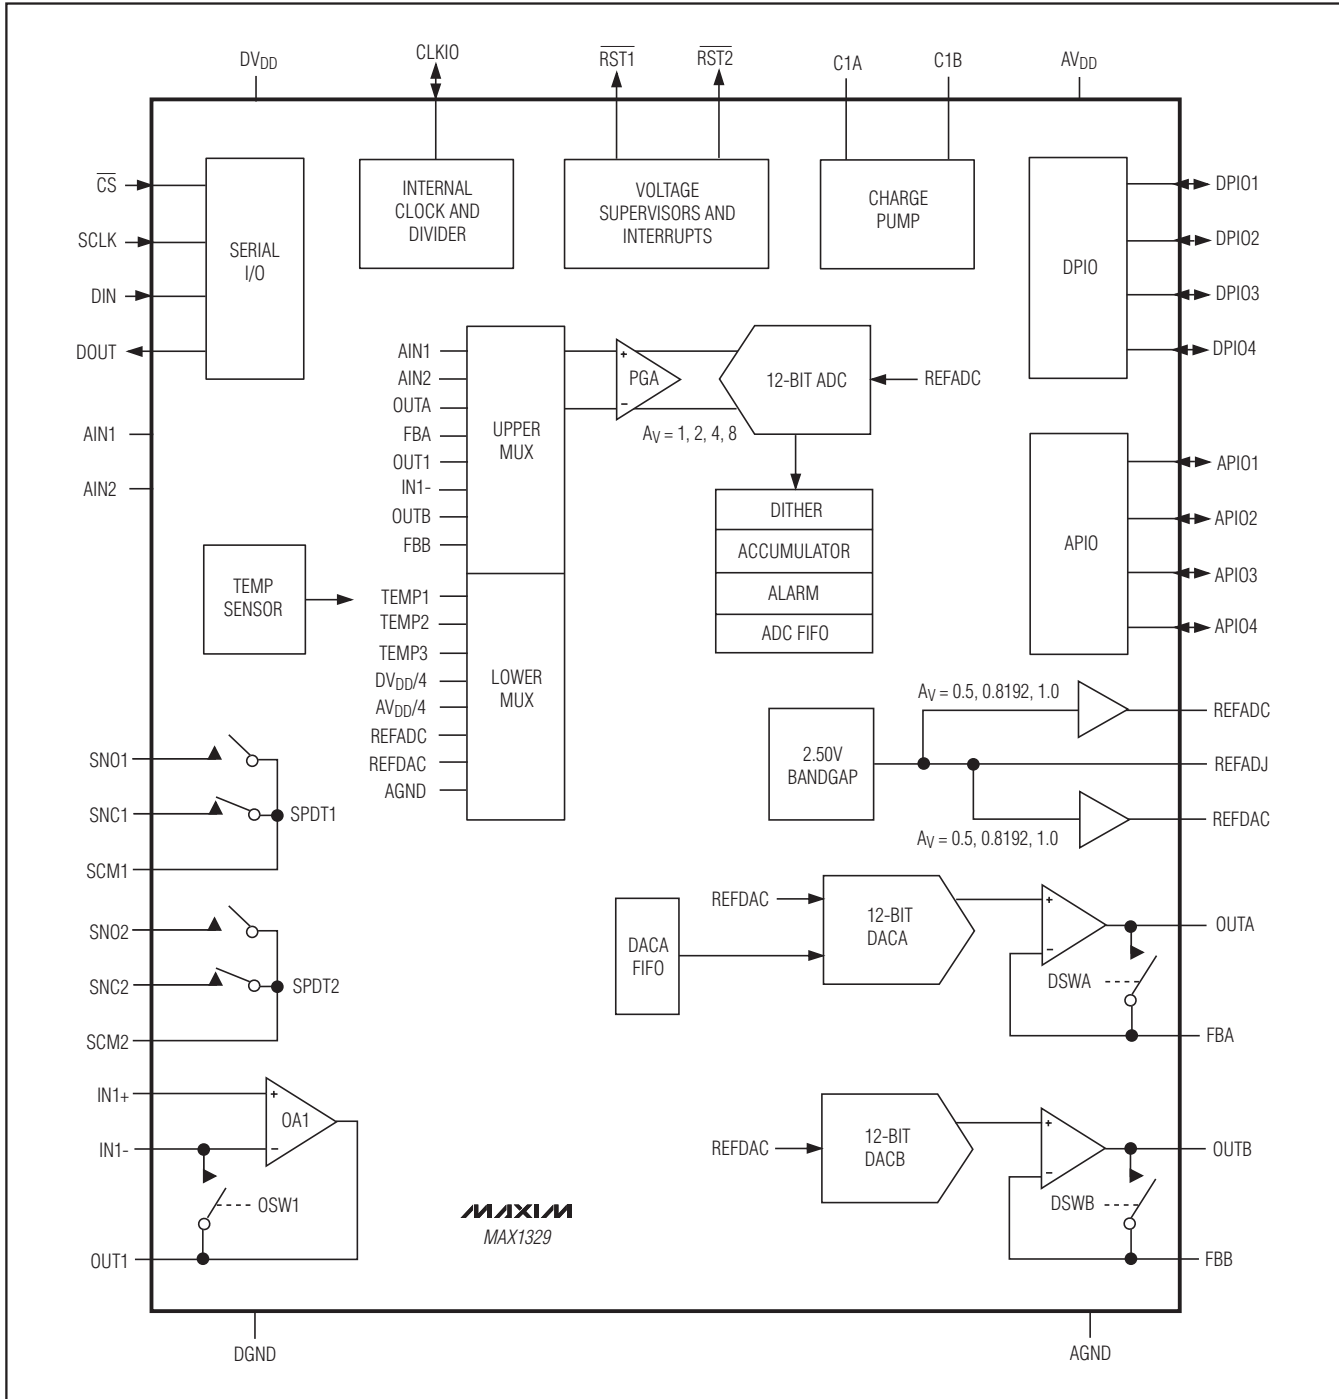 DVDD
CLKIO
RST1
RST2
C1A
C1B
AVDD
CS
SCLK
DIN
DOUT
SERIAL
I/O
INTERNAL
CLOCK AND
DIVIDER
VOLTAGE
SUPERVISORS AND
INTERRUPTS
CHARGE
PUMP
DPIO
DPIO1
DPIO2
DPIO3
DPIO4
AIN1
AIN2
AIN1
AIN2
OUTA
FBA
OUT1
IN1-
OUTB
FBB
UPPER
MUX
+
PGA
−
AV = 1, 2, 4, 8
12-BIT ADC
REFADC
DITHER
ACCUMULATOR
ALARM
ADC FIFO
APIO
APIO1
APIO2
APIO3
APIO4
TEMP
SENSOR
TEMP1
TEMP2
TEMP3
DVDD/4
AVDD/4
REFADC
REFDAC
AGND
LOWER
MUX
2.50V
BANDGAP
AV = 0.5, 0.8192, 1.0
AV = 0.5, 0.8192, 1.0
REFADC
REFADJ
REFDAC
SNO1
SNC1
SCM1
SPDT1
SNO2
SNC2
SCM2
SPDT2
DACA
FIFO
REFDAC
12-BIT
DACA
+
−
DSWA
OUTA
FBA
IN1+
IN1-
OUT1
+
OA1
−
OSW1
REFDAC
12-BIT
DACB
+
−
DSWB
OUTB
FBB
MAXIM
MAX1329
DGND
AGND